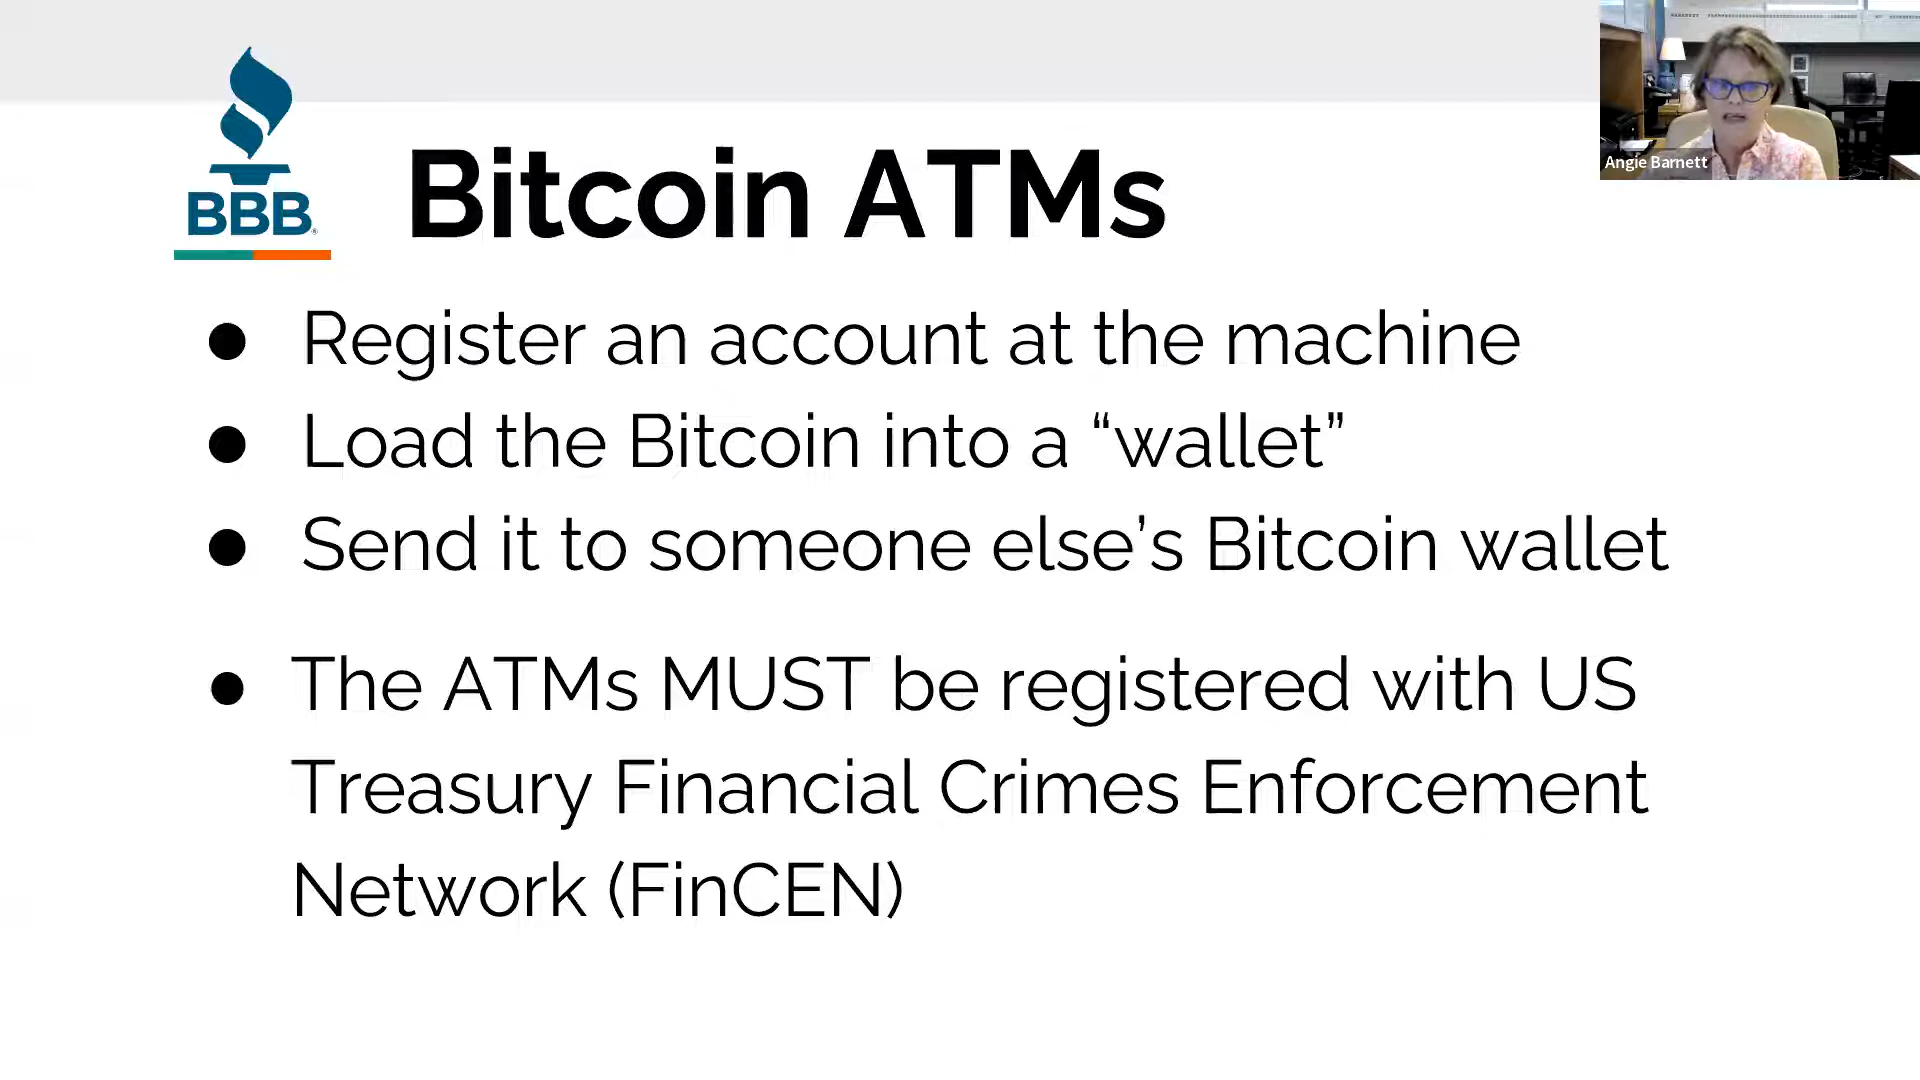 BBB®
Bitcoin ATMs
Angie Barnett
● Register an account at the machine
● Load the Bitcoin into a “wallet”
● Send it to someone else’s Bitcoin wallet
● The ATMs MUST be registered with US
Treasury Financial Crimes Enforcement
Network (FinCEN)